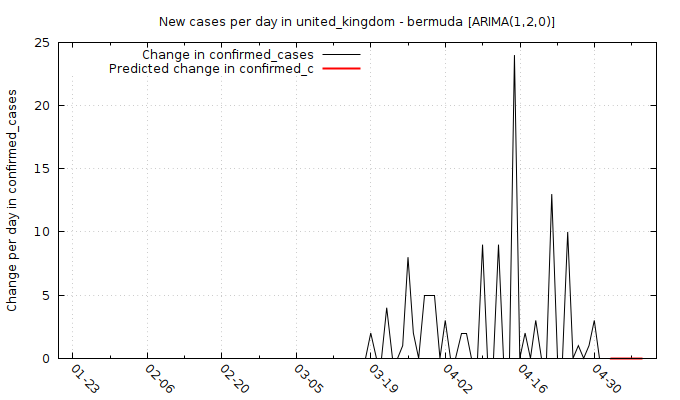 New cases per day in united_kingdom - bermuda [ARIMA(1,2,0)]
Change in confirmed_cases
Predicted change in confirmed_c
Change per day in confirmed_cases
25
20
15
10
5
0
01-23 02-06 02-20 03-05 03-19 04-02 04-16 04-30